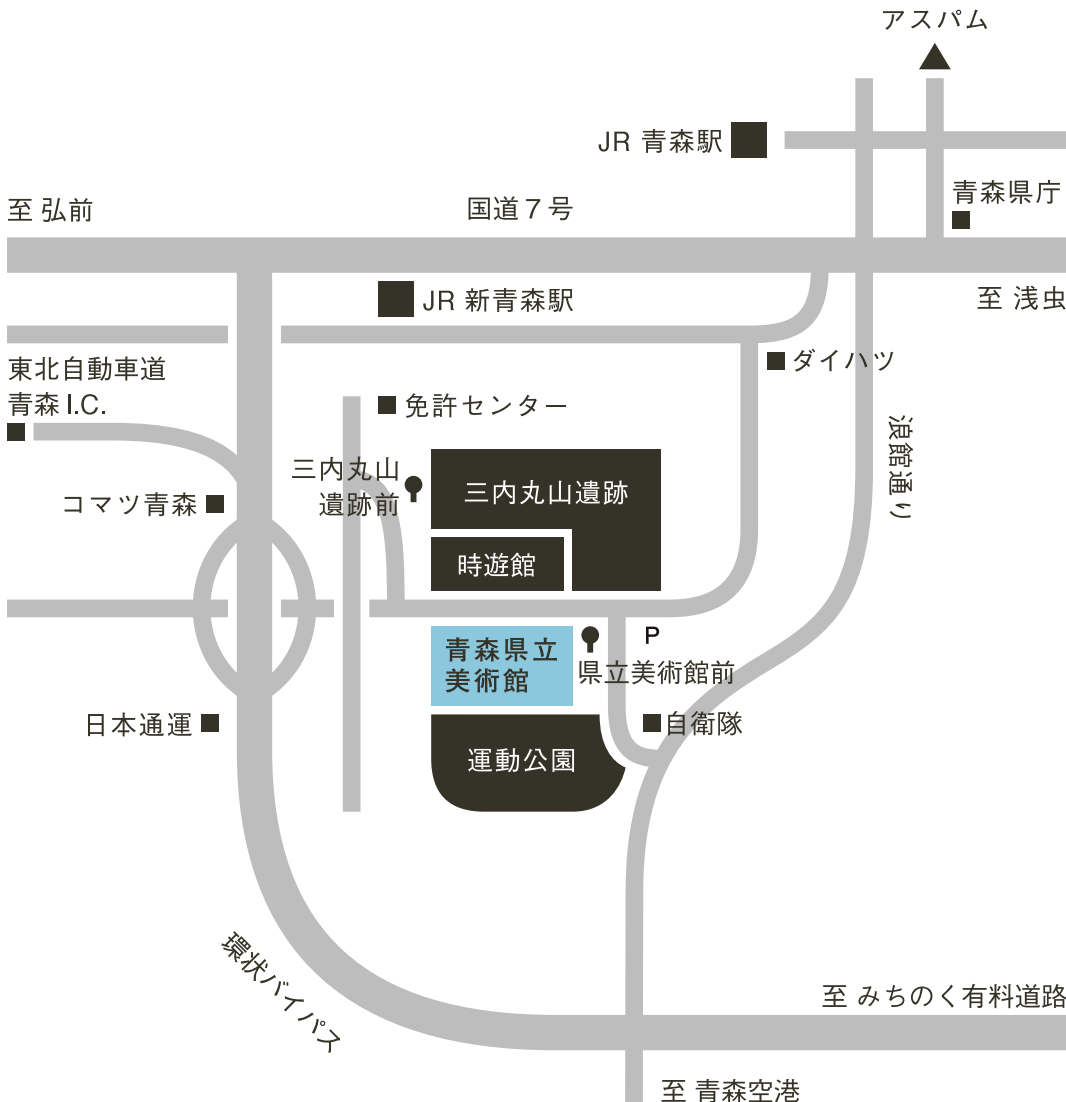 アスパム
JR 青森駅
青森県庁
至 弘前
国道7号
至 浅虫
JR 新青森駅
東北自動車道
青森 I.C.
ダイハツ
免許センター
浪館通り
三内丸山
遺跡前
三内丸山遺跡
コマツ青森
時遊館
青森県立
美術館
P
県立美術館前
日本通運
自衛隊
運動公園
環状バイパス
至 みちのく有料道路
至 青森空港